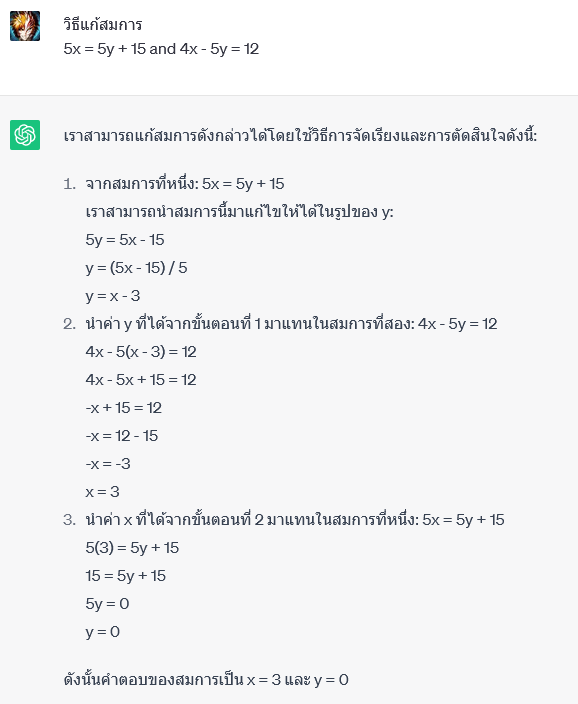 วิธีแก้สมการ
5x = 5y + 15 and 4x - 5y = 12
เราสามารถแก้สมการดังกล่าวได้โดยใช้วิธีการจัดเรียงและการตัดสินใจดังนี้:
1. จากสมการที่หนึ่ง: 5x = 5y + 15
เราสามารถนำสมการนี้มาแก้ไขให้ได้ในรูปของ y:
5y = 5x - 15
y = (5x - 15) / 5
y = x - 3
2. นำค่า y ที่ได้จากขั้นตอนที่ 1 มาแทนในสมการที่สอง: 4x - 5y = 12
4x - 5(x - 3) = 12
4x - 5x + 15 = 12
-x + 15 = 12
-x = 12 - 15
-x = -3
x = 3
3. นำค่า x ที่ได้จากขั้นตอนที่ 2 มาแทนในสมการที่หนึ่ง: 5x = 5y + 15
5(3) = 5y + 15
15 = 5y + 15
5y = 0
y = 0
ดังนั้นคำตอบของสมการเป็น x = 3 และ y = 0